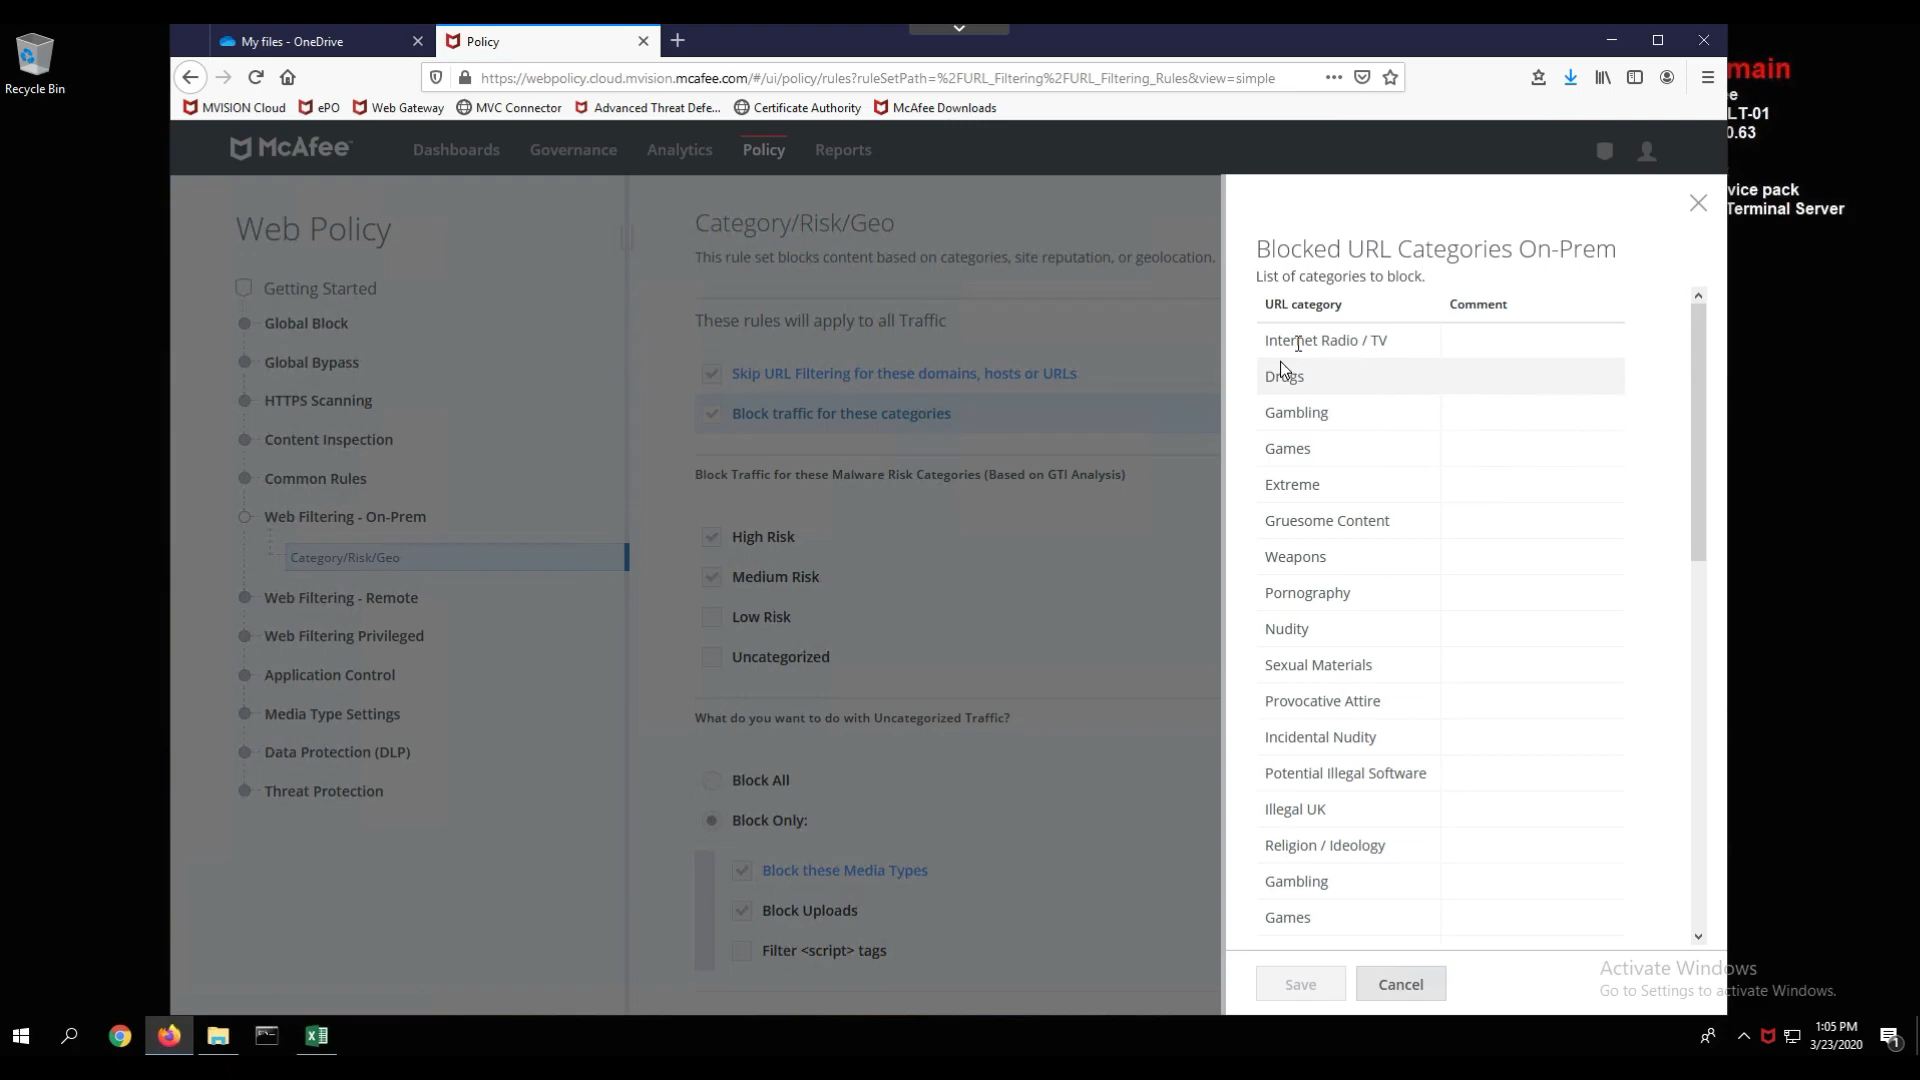 Recycle Bin
My files - OneDrive
Policy
https://webpolicy.cloud.mvision.mcafee.com/#/ui/policy/rules?ruleSetPath=%2FURL_Filtering%2FURL_Filtering_Rules&view=simple
MVISION Cloud
ePO
Web Gateway
MVC Connector
Advanced Threat Defe...
Certificate Authority
McAfee Downloads
main
e
LT-01
0.63
vice pack
Terminal Server
McAfee
Dashboards
Governance
Analytics
Policy
Reports
Web Policy
Getting Started
Global Block
Global Bypass
HTTPS Scanning
Content Inspection
Common Rules
Web Filtering - On-Prem
Category/Risk/Geo
Web Filtering - Remote
Web Filtering Privileged
Application Control
Media Type Settings
Data Protection (DLP)
Threat Protection
Category/Risk/Geo
This rule set blocks content based on categories, site reputation, or geolocation.
These rules will apply to all Traffic
Skip URL Filtering for these domains, hosts or URLs
Block traffic for these categories
Block Traffic for these Malware Risk Categories (Based on GTI Analysis)
High Risk
Medium Risk
Low Risk
Uncategorized
What do you want to do with Uncategorized Traffic?
Block All
Block Only:
Block these Media Types
Block Uploads
Filter <script> tags
Blocked URL Categories On-Prem
List of categories to block.
URL category Comment
Internet Radio / TV
Drugs
Gambling
Games
Extreme
Gruesome Content
Weapons
Pornography
Nudity
Sexual Materials
Provocative Attire
Incidental Nudity
Potential Illegal Software
Illegal UK
Religion / Ideology
Gambling
Games
Save
Cancel
Activate Windows
Go to Settings to activate Windows.
1:05 PM
3/23/2020
1